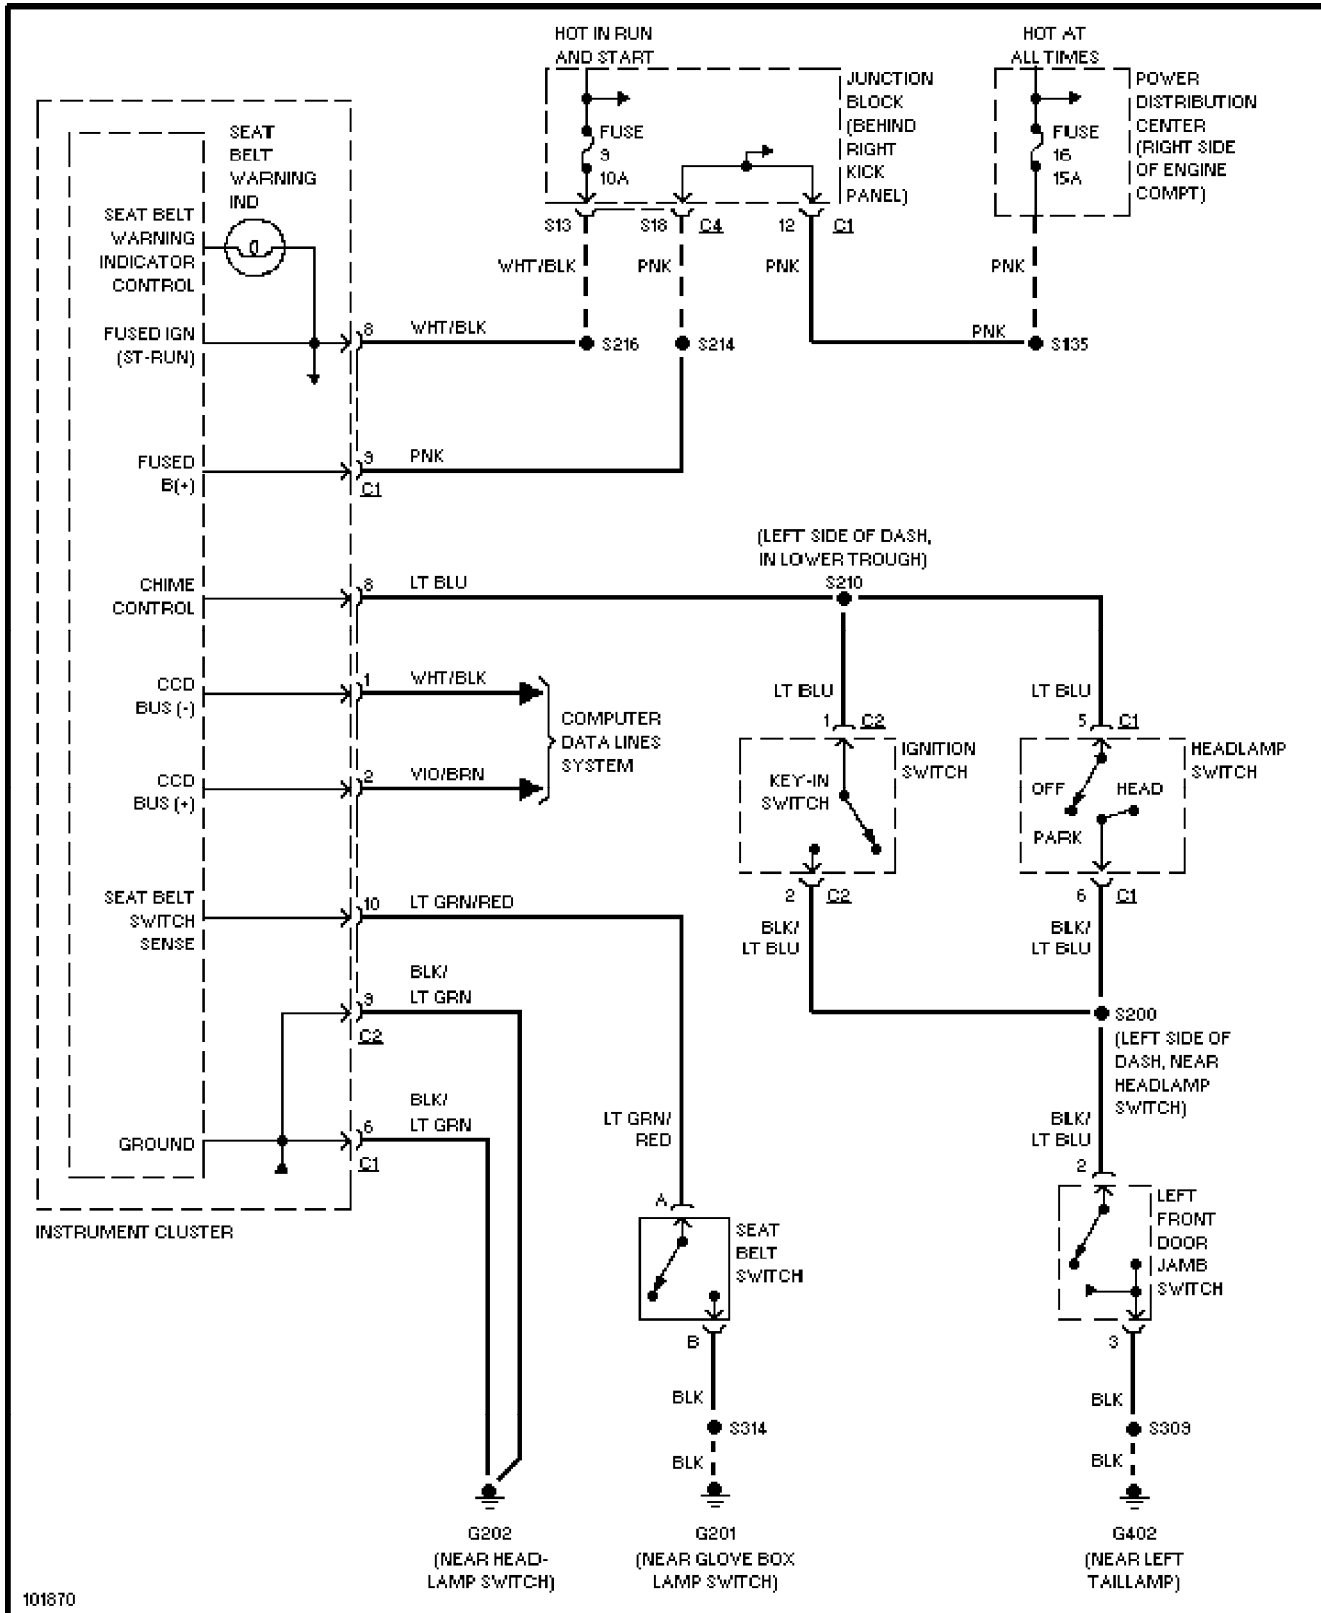 HOT IN RUN
AND START
HOT AT
ALL TIMES
JUNCTION
BLOCK
(BEHIND
RIGHT
KICK
PANEL)
FUSE
9
10A
POWER
DISTRIBUTION
CENTER
(RIGHT SIDE
OF ENGINE
COMPT)
FUSE
16
15A
SEAT
BELT
WARNING
IND
SEAT BELT
WARNING
INDICATOR
CONTROL
S13
S18
C4
12
C1
WHT/BLK
PNK
PNK
PNK
FUSED IGN
(ST-RUN)
8
WHT/BLK
S216
S214
PNK
S135
FUSED
B(+)
9
PNK
C1
(LEFT SIDE OF DASH,
IN LOWER TROUGH)
S210
CHIME
CONTROL
8
LT BLU
CCD
BUS (-)
1
WHT/BLK
CCD
BUS (+)
2
VIO/BRN
COMPUTER
DATA LINES
SYSTEM
LT BLU
1
C2
IGNITION
SWITCH
KEY-IN
SWITCH
2
C2
BLK/
LT BLU
LT BLU
5
C1
HEADLAMP
SWITCH
OFF
HEAD
PARK
6
C1
BLK/
LT BLU
SEAT BELT
SWITCH
SENSE
10
LT GRN/RED
BLK/
LT GRN
9
C2
S200
(LEFT SIDE OF
DASH, NEAR
HEADLAMP
SWITCH)
GROUND
BLK/
LT GRN
6
C1
INSTRUMENT CLUSTER
LT GRN/
RED
A
SEAT
BELT
SWITCH
B
BLK
S314
BLK
BLK/
LT BLU
2
LEFT
FRONT
DOOR
JAMB
SWITCH
3
BLK
S309
BLK
G202
(NEAR HEAD-
LAMP SWITCH)
G201
(NEAR GLOVE BOX
LAMP SWITCH)
G402
(NEAR LEFT
TAILLAMP)
101870